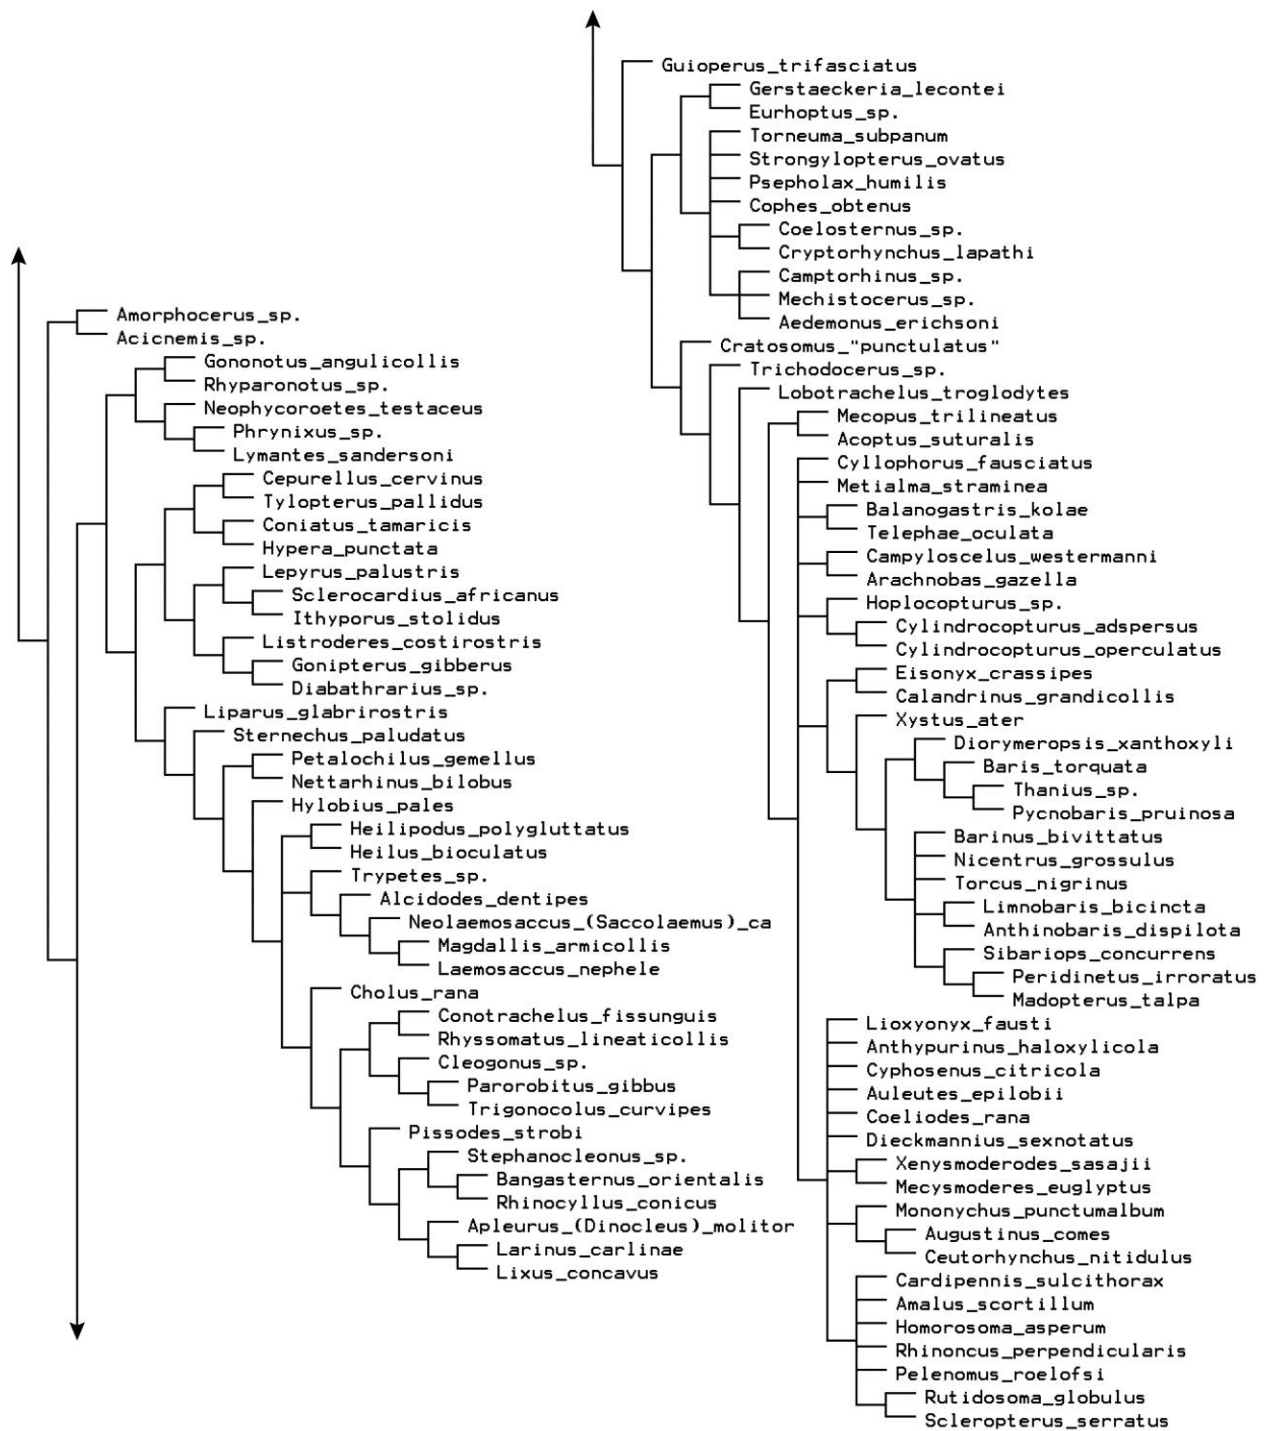 Amorphocerus_sp.
Acicnemis_sp.
Gononotus_angulicollis
Rhyparonotus_sp.
Neophycoroetes_testaceus
Phrynixus_sp.
Lymantes_sandersoni
Cepurellus_cervinus
Tylopterus_pallidus
Coniatus_tamaricis
Hypera_punctata
Lepyrus_palustris
Sclerocardius_africanus
Ithyporus_stolidus
Listroderes_costirostris
Gonipterus_gibberus
Diabathrarius_sp.
Liparus_glabrirostris
Sternechus_paludatus
Petalochilus_gemellus
Nettarhinus_bilobus
Hylobius_pales
Heilipodus_polygluttatus
Heilus_bioculatus
Trypetes_sp.
Alcidodes_dentipes
Neolaemosaccus_(Saccolaemus)_ca
Magdallis_armicollis
Laemosaccus_nephele
Cholus_rana
Conotrachelus_fissunguis
Rhyssomatus_lineaticollis
Cleogonus_sp.
Parorobitus_gibbus
Trigonocolus_curvipes
Pissodes_strobi
Stephanocleonus_sp.
Bangasternus_orientalis
Rhinocyllus_conicus
Apleurus_(Dinocleus)_molitor
Larinus_carlinae
Lixus_concavus
Guioperus_trifasciatus
Gerstaeckeria_lecontei
Eurhoptus_sp.
Torneuma_subpanum
Strongylopterus_ovatus
Psepholax_humilis
Cophes_obtenus
Coelosternus_sp.
Cryptorhynchus_lapathi
Camptorhinus_sp.
Mechistocerus_sp.
Aedemonus_erichsoni
Cratosomus_"punctulatus"
Trichodocerus_sp.
Lobotrachelus_troglodytes
Mecopus_trilineatus
Acoptus_suturalis
Cyllophorus_fausciatus
Metialma_straminea
Balanogastris_kolae
Telephae_oculata
Campyloscelus_westermanni
Arachnobas_gazella
Hoplocopturus_sp.
Cylindrocopturus_adspersus
Cylindrocopturus_operculatus
Eisonyx_crassipes
Calandrinus_grandicollis
Xystus_ater
Diorymeropsis_xanthoxyli
Baris_torquata
Thanius_sp.
Pycnobaris_pruinosa
Barinus_bivittatus
Nicentrus_grossulus
Torcus_nigrinus
Limnobaris_bicincta
Anthinobaris_dispilota
Sibariops_concurrens
Peridinetus_irroratus
Madopterus_talpa
Lioxyonyx_fausti
Anthypurinus_haloxylicola
Cyphosenus_citricola
Auleutes_epilobii
Coeliodes_rana
Dieckmannius_sexnotatus
Xenysmoderodes_sasajii
Mecysmoderes_euglyptus
Mononychus_punctumalbum
Augustinus_comes
Ceutorhynchus_nitidulus
Cardipennis_sulcithorax
Amalus_scortillum
Homorosoma_asperum
Rhinoncus_perpendicularis
Pelenomus_roelofsi
Rutidosoma_globulus
Scleropterus_serratus